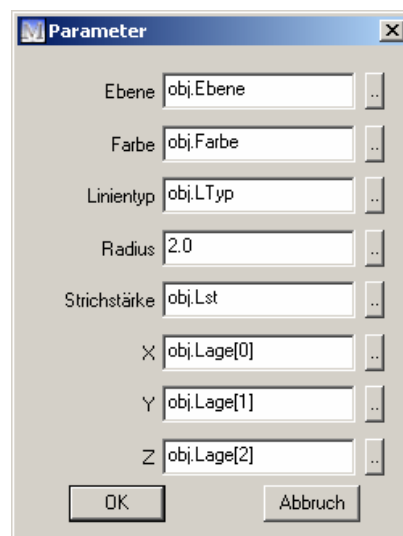 Parameter
Ebene obj.Ebene ..
Farbe obj.Farbe ..
Linientyp obj.LTyp ..
Radius 2.0 ..
Strichstärke obj.Lst ..
X obj.Lage[0] ..
Y obj.Lage[1] ..
Z obj.Lage[2] ..
OK Abbruch